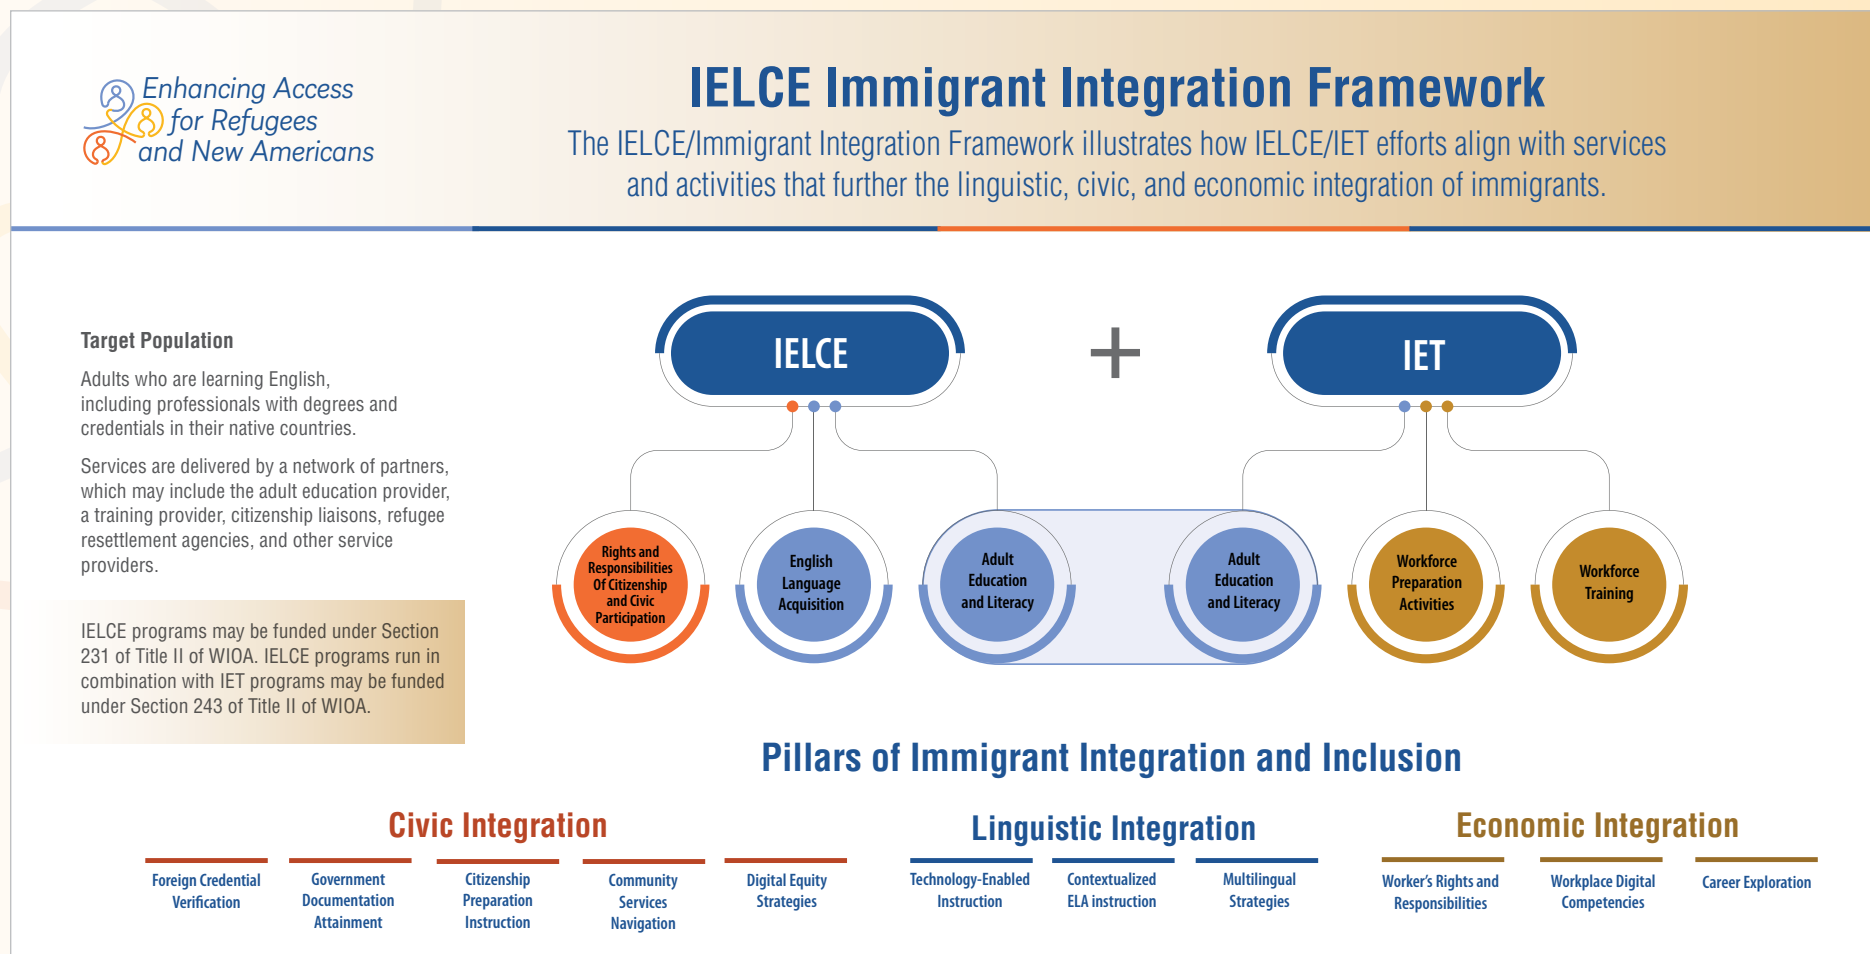 Enhancing Access
for Refugees
and New Americans
IELCE Immigrant Integration Framework
The IELCE/Immigrant Integration Framework illustrates how IELCE/IET efforts align with services
and activities that further the linguistic, civic, and economic integration of immigrants.
Target Population
Adults who are learning English,
including professionals with degrees and
credentials in their native countries.
Services are delivered by a network of partners,
which may include the adult education provider,
a training provider, citizenship liaisons, refugee
resettlement agencies, and other service
providers.
IELCE programs may be funded under Section
231 of Title II of WIOA. IELCE programs run in
combination with IET programs may be funded
under Section 243 of Title II of WIOA.
IELCE
+
IET
Rights and
Responsibilities
Of Citizenship
and Civic
Participation
English
Language
Acquisition
Adult
Education
and Literacy
Adult
Education
and Literacy
Workforce
Preparation
Activities
Workforce
Training
Pillars of Immigrant Integration and Inclusion
Civic Integration
Foreign Credential
Verification
Government
Documentation
Attainment
Citizenship
Preparation
Instruction
Community
Services
Navigation
Digital Equity
Strategies
Linguistic Integration
Technology-Enabled
Instruction
Contextualized
ELA instruction
Multilingual
Strategies
Economic Integration
Worker's Rights and
Responsibilities
Workplace Digital
Competencies
Career Exploration